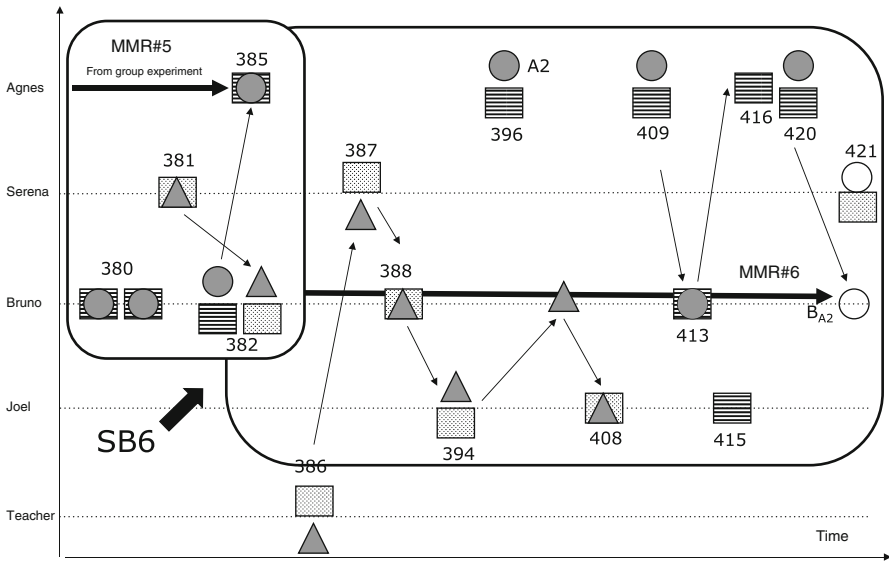 MMR#5
From group experiment
385
Agnes
A2
396
409
416
420
381
387
421
Serena
380
388
MMR#6
Bruno
B_A2
382
413
Joel
SB6
394
408
415
386
Teacher
Time